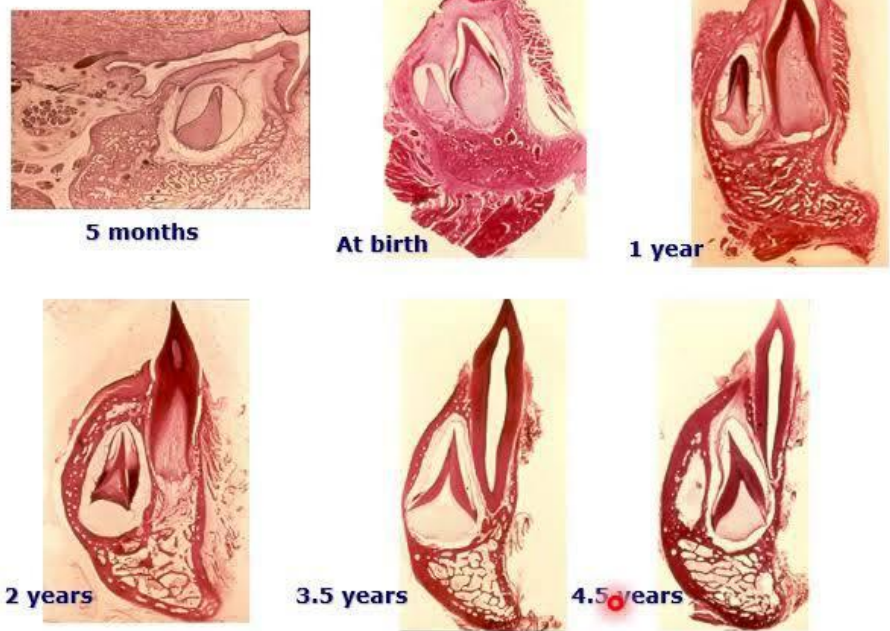 5 months
At birth
1 year
2 years
3.5 years
4.5 years